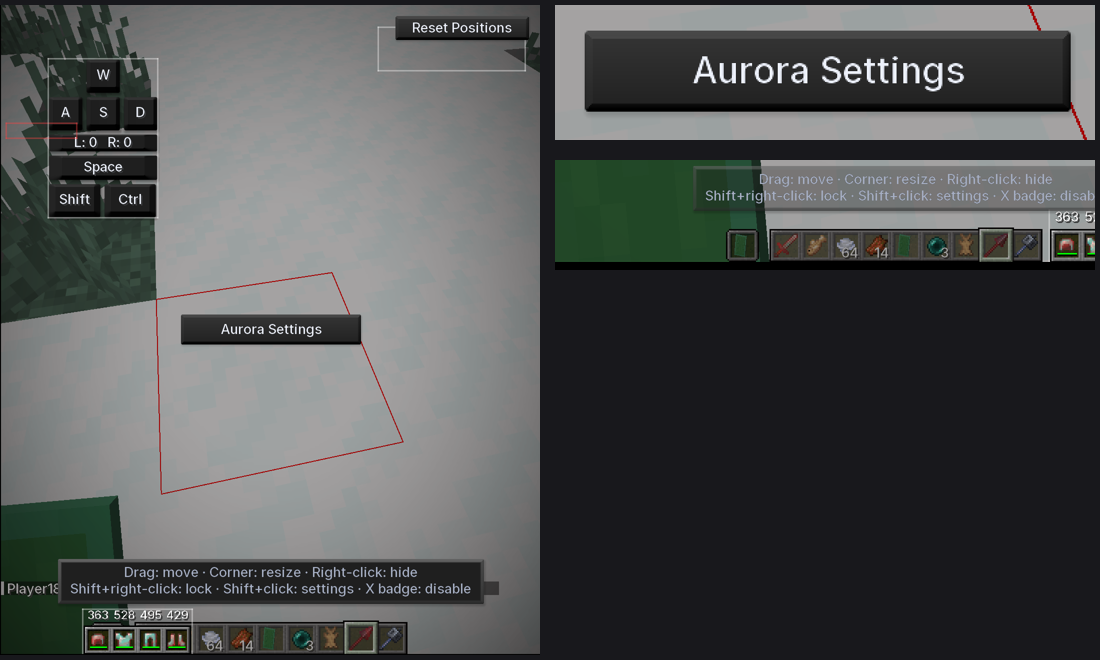 Reset Positions
W
A S D
L: 0 R: 0
Space
Shift Ctrl
Aurora Settings
Player18
Drag: move · Corner: resize · Right-click: hide
Shift+right-click: lock · Shift+click: settings · X badge: disable
363 528 495 429
64 14 3
Aurora Settings
Drag: move · Corner: resize · Right-click: hide
Shift+right-click: lock · Shift+click: settings · X badge: disab
363 5
64 14 3